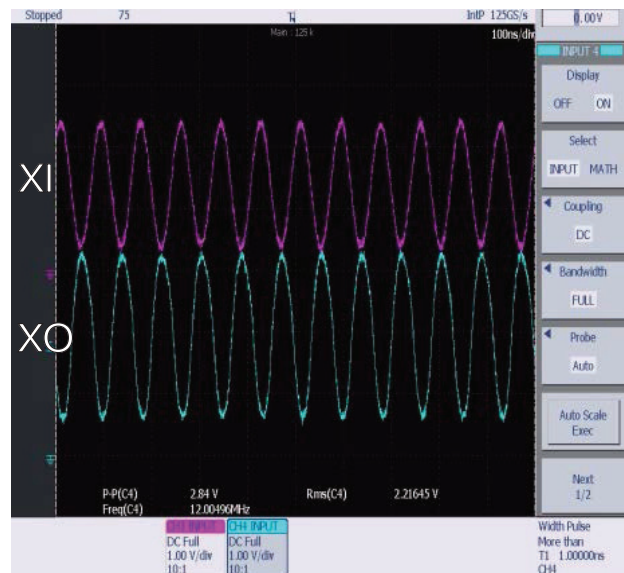 Stopped 75 IntP 125GS/s
Main : 125 k 100ns/div
0.00V
INPUT 4
Display
OFF ON
Select
INPUT MATH
Coupling
DC
Bandwidth
FULL
Probe
Auto
Auto Scale
Exec
Next
1/2
XI
XO
P-P(C4) 2.84 V Rms(C4) 2.21645 V
Freq(C4) 12.00496MHz
CH3 INPUT CH4 INPUT
DC Full DC Full
1.00 V/div 1.00 V/div
10:1 10:1
Width Pulse
More than
T1 1.00000ns
CH4